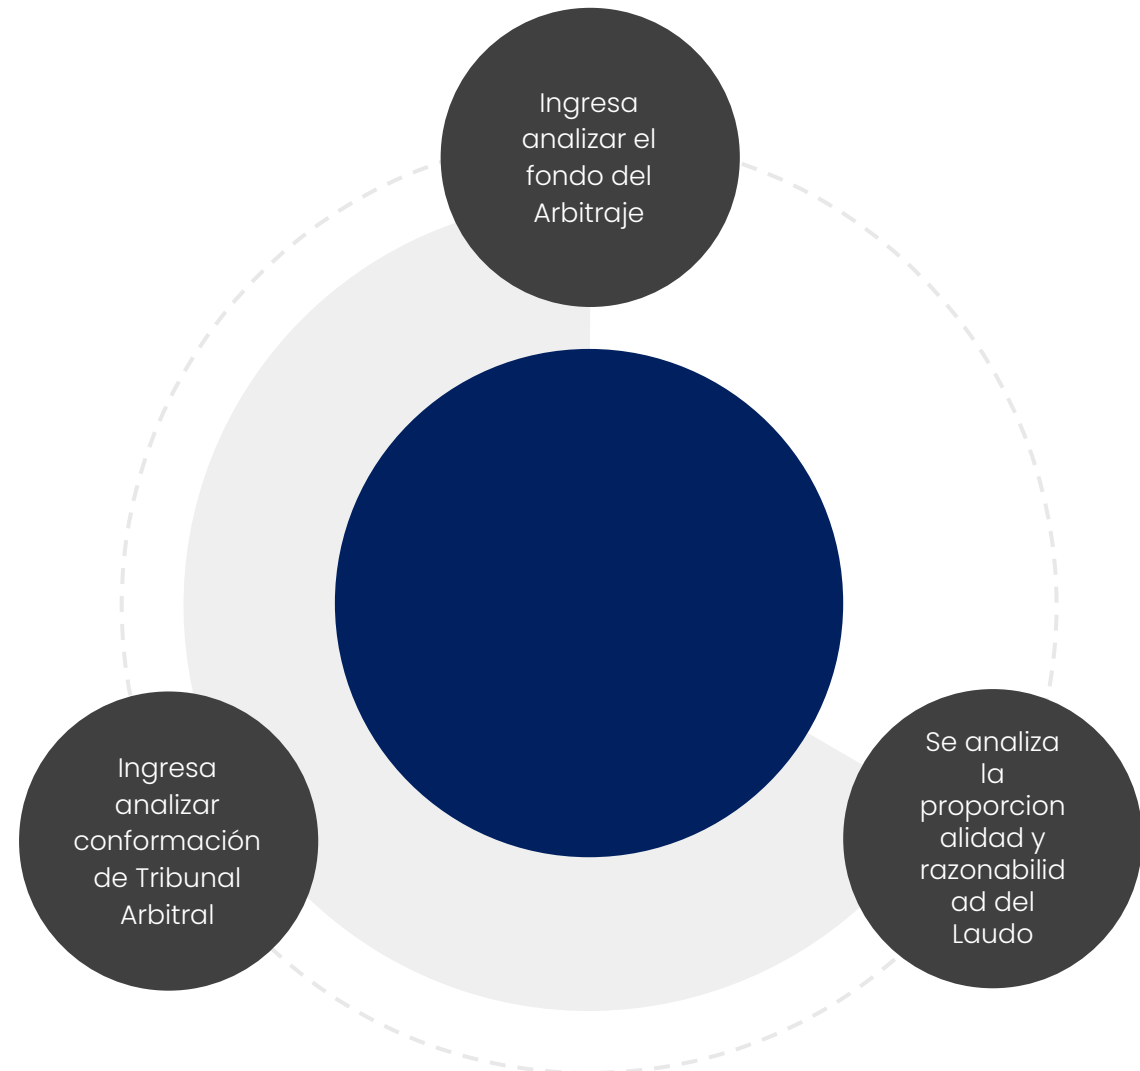 Ingresa
analizar el
fondo del
Arbitraje
Ingresa
analizar
conformación
de Tribunal
Arbitral
Se analiza
la
proporcion
alidad y
razonabilid
ad del
Laudo